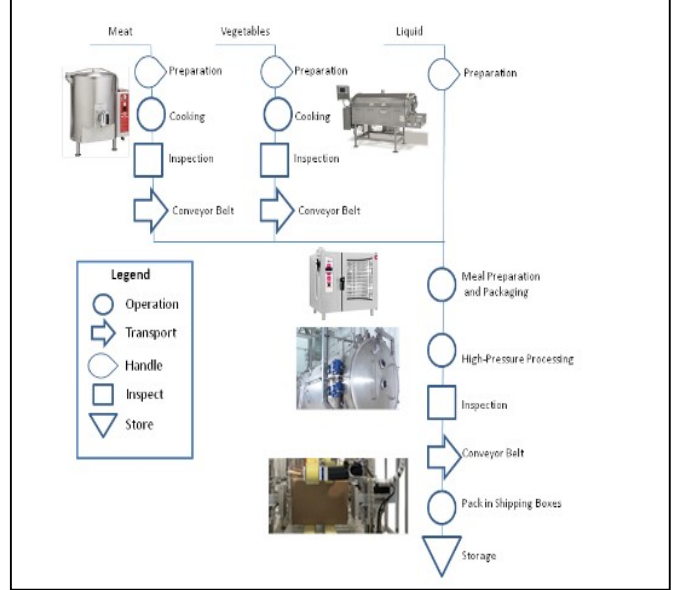 Meat
Vegetables
Liquid
Preparation
Preparation
Preparation
Cooking
Cooking
Inspection
Inspection
Conveyor Belt
Conveyor Belt
Meal Preparation
and Packaging
High-Pressure Processing
Inspection
Conveyor Belt
Pack in Shipping Boxes
Storage
Legend
Operation
Transport
Handle
Inspect
Store